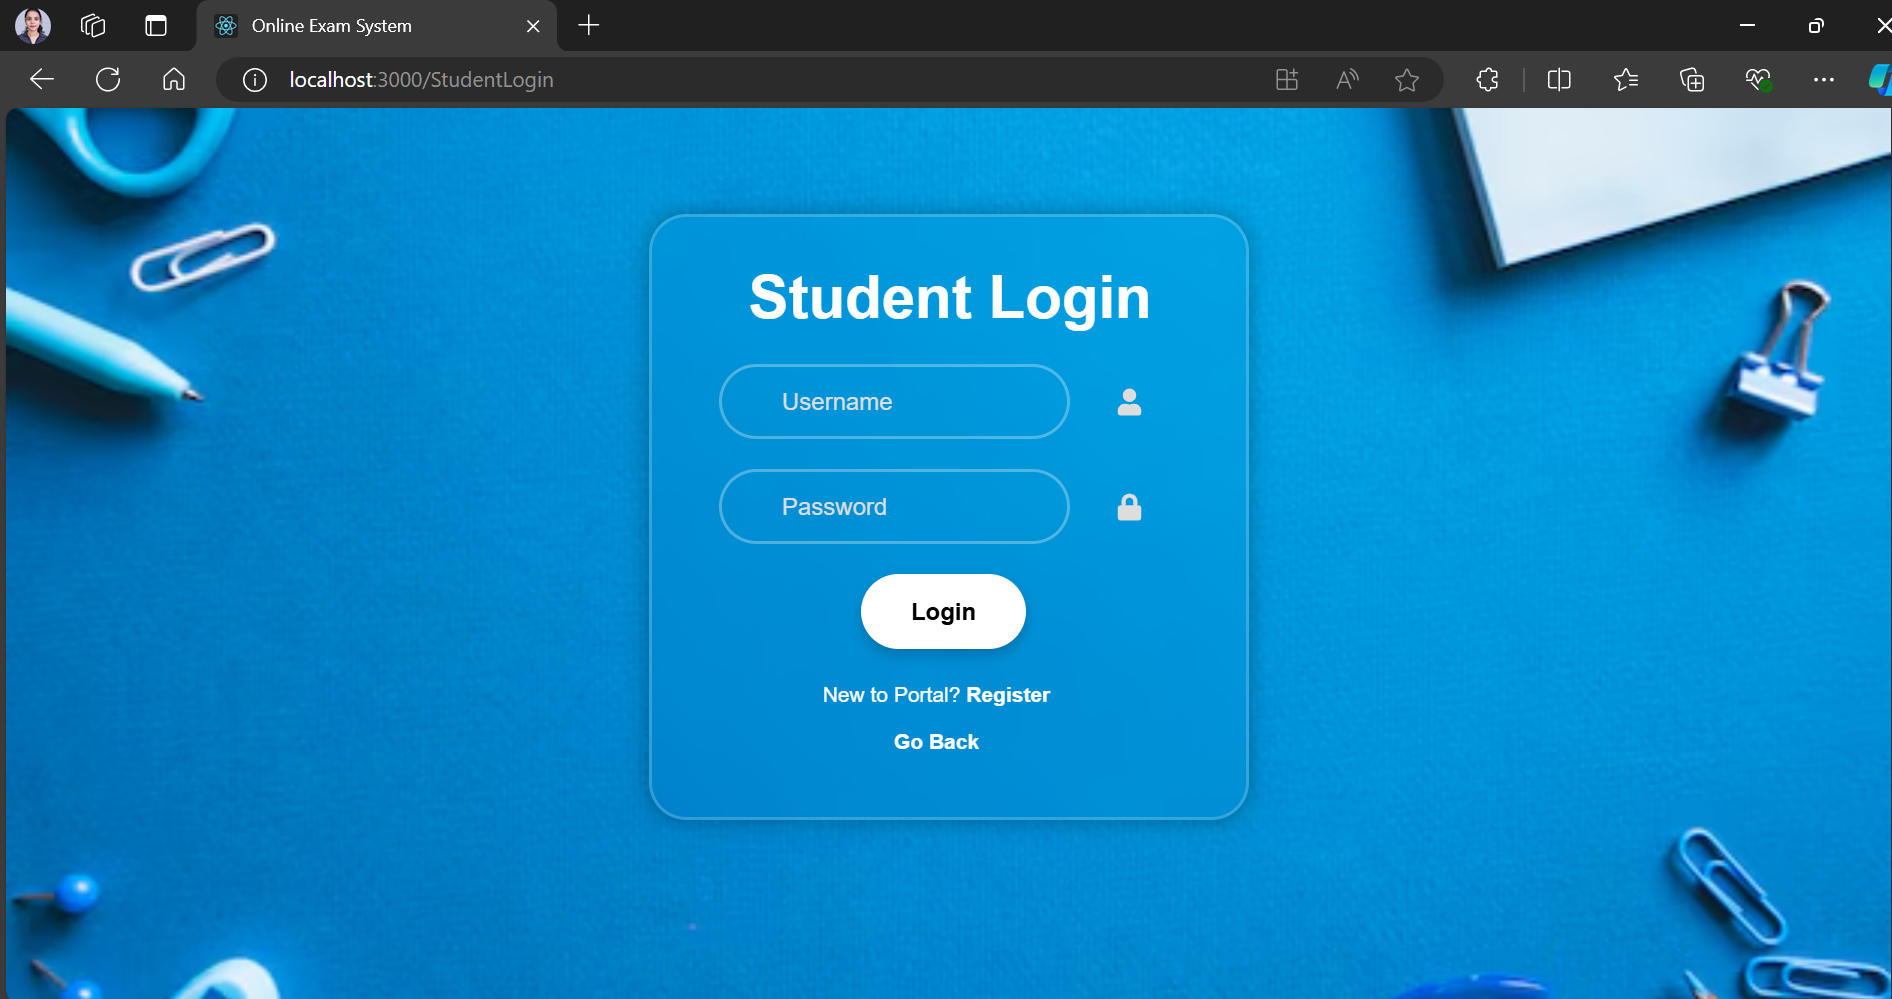 Online Exam System
localhost:3000/StudentLogin
Student Login
Username
Password
Login
New to Portal? Register
Go Back